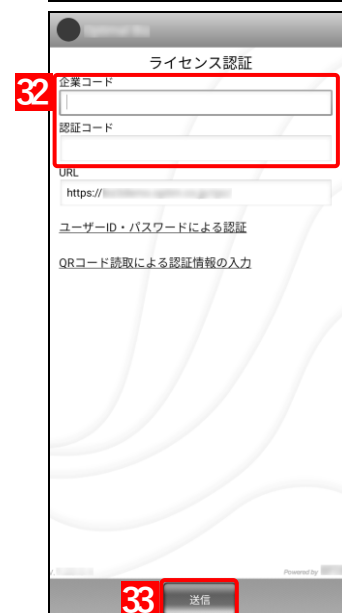 ライセンス認証
32
企業コード
認証コード
URL
https://
ユーザーID・パスワードによる認証
QRコード読取による認証情報の入力
Powered by
33
送信